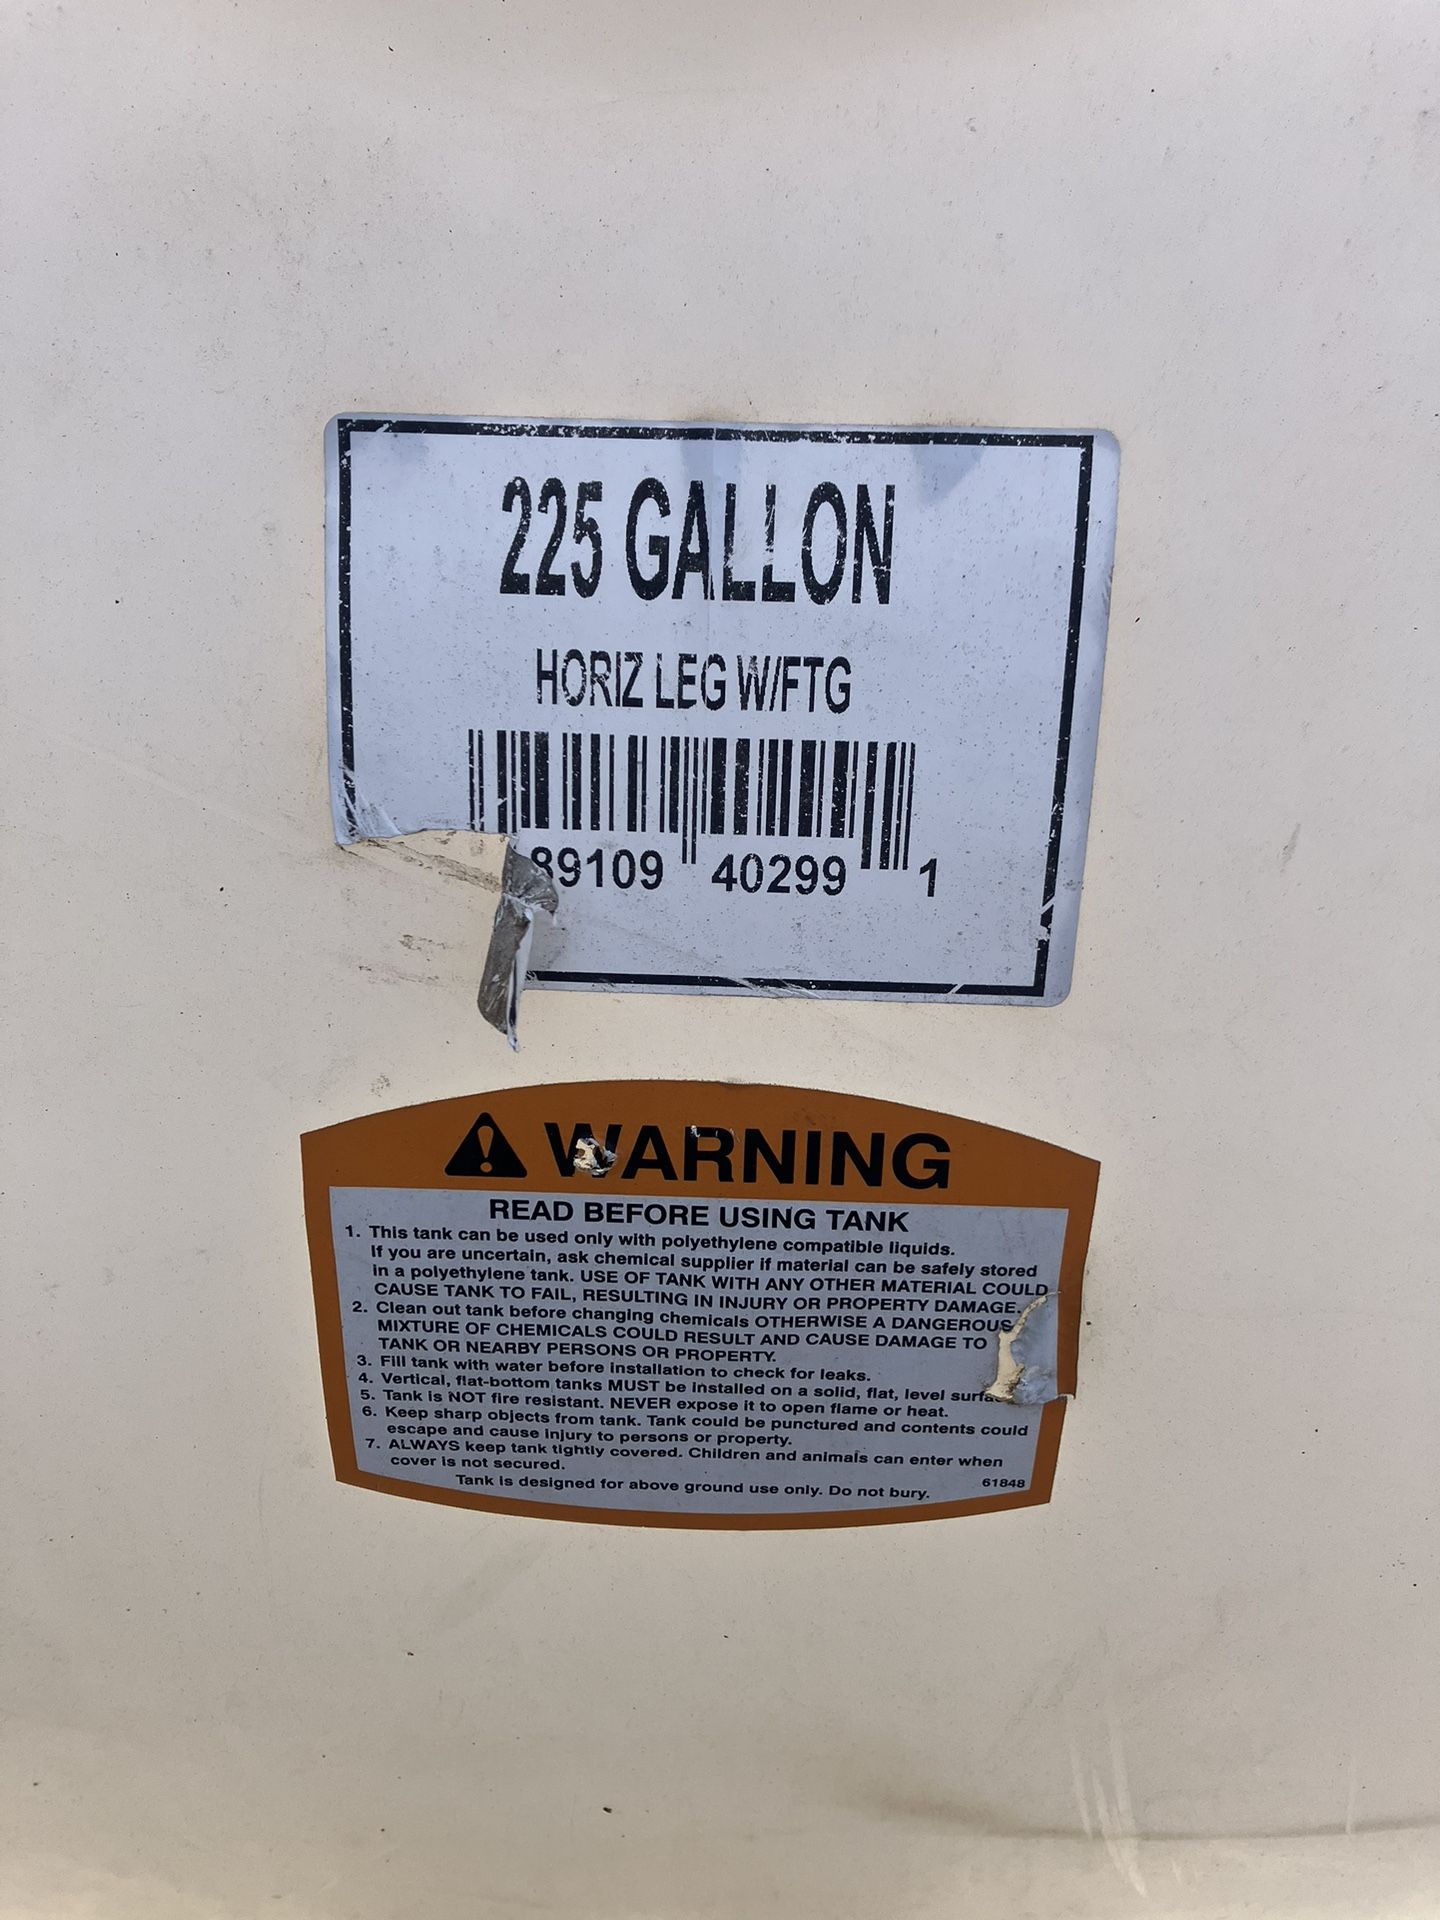 225 GALLON
HORIZ LEG W/FTG
89109 40299 1
WARNING
READ BEFORE USING TANK
1. This tank can be used only with polyethylene compatible liquids.
If you are uncertain, ask chemical supplier if material can be safely stored
in a polyethylene tank. USE OF TANK WITH ANY OTHER MATERIAL COULD
CAUSE TANK TO FAIL, RESULTING IN INJURY OR PROPERTY DAMAGE.
2. Clean out tank before changing chemicals OTHERWISE A DANGEROUS
MIXTURE OF CHEMICALS COULD RESULT AND CAUSE DAMAGE TO
TANK OR NEARBY PERSONS OR PROPERTY.
3. Fill tank with water before installation to check for leaks.
4. Vertical, flat-bottom tanks MUST be installed on a solid, flat, level
5. Tank is NOT fire resistant. NEVER expose it to open flame or heat.
6. Keep sharp objects from tank. Tank could be punctured and contents could
escape and cause injury to persons or property.
7. ALWAYS keep tank tightly covered. Children and animals can enter when
cover is not secured.
Tank is designed for above ground use only. Do not bury.
61848